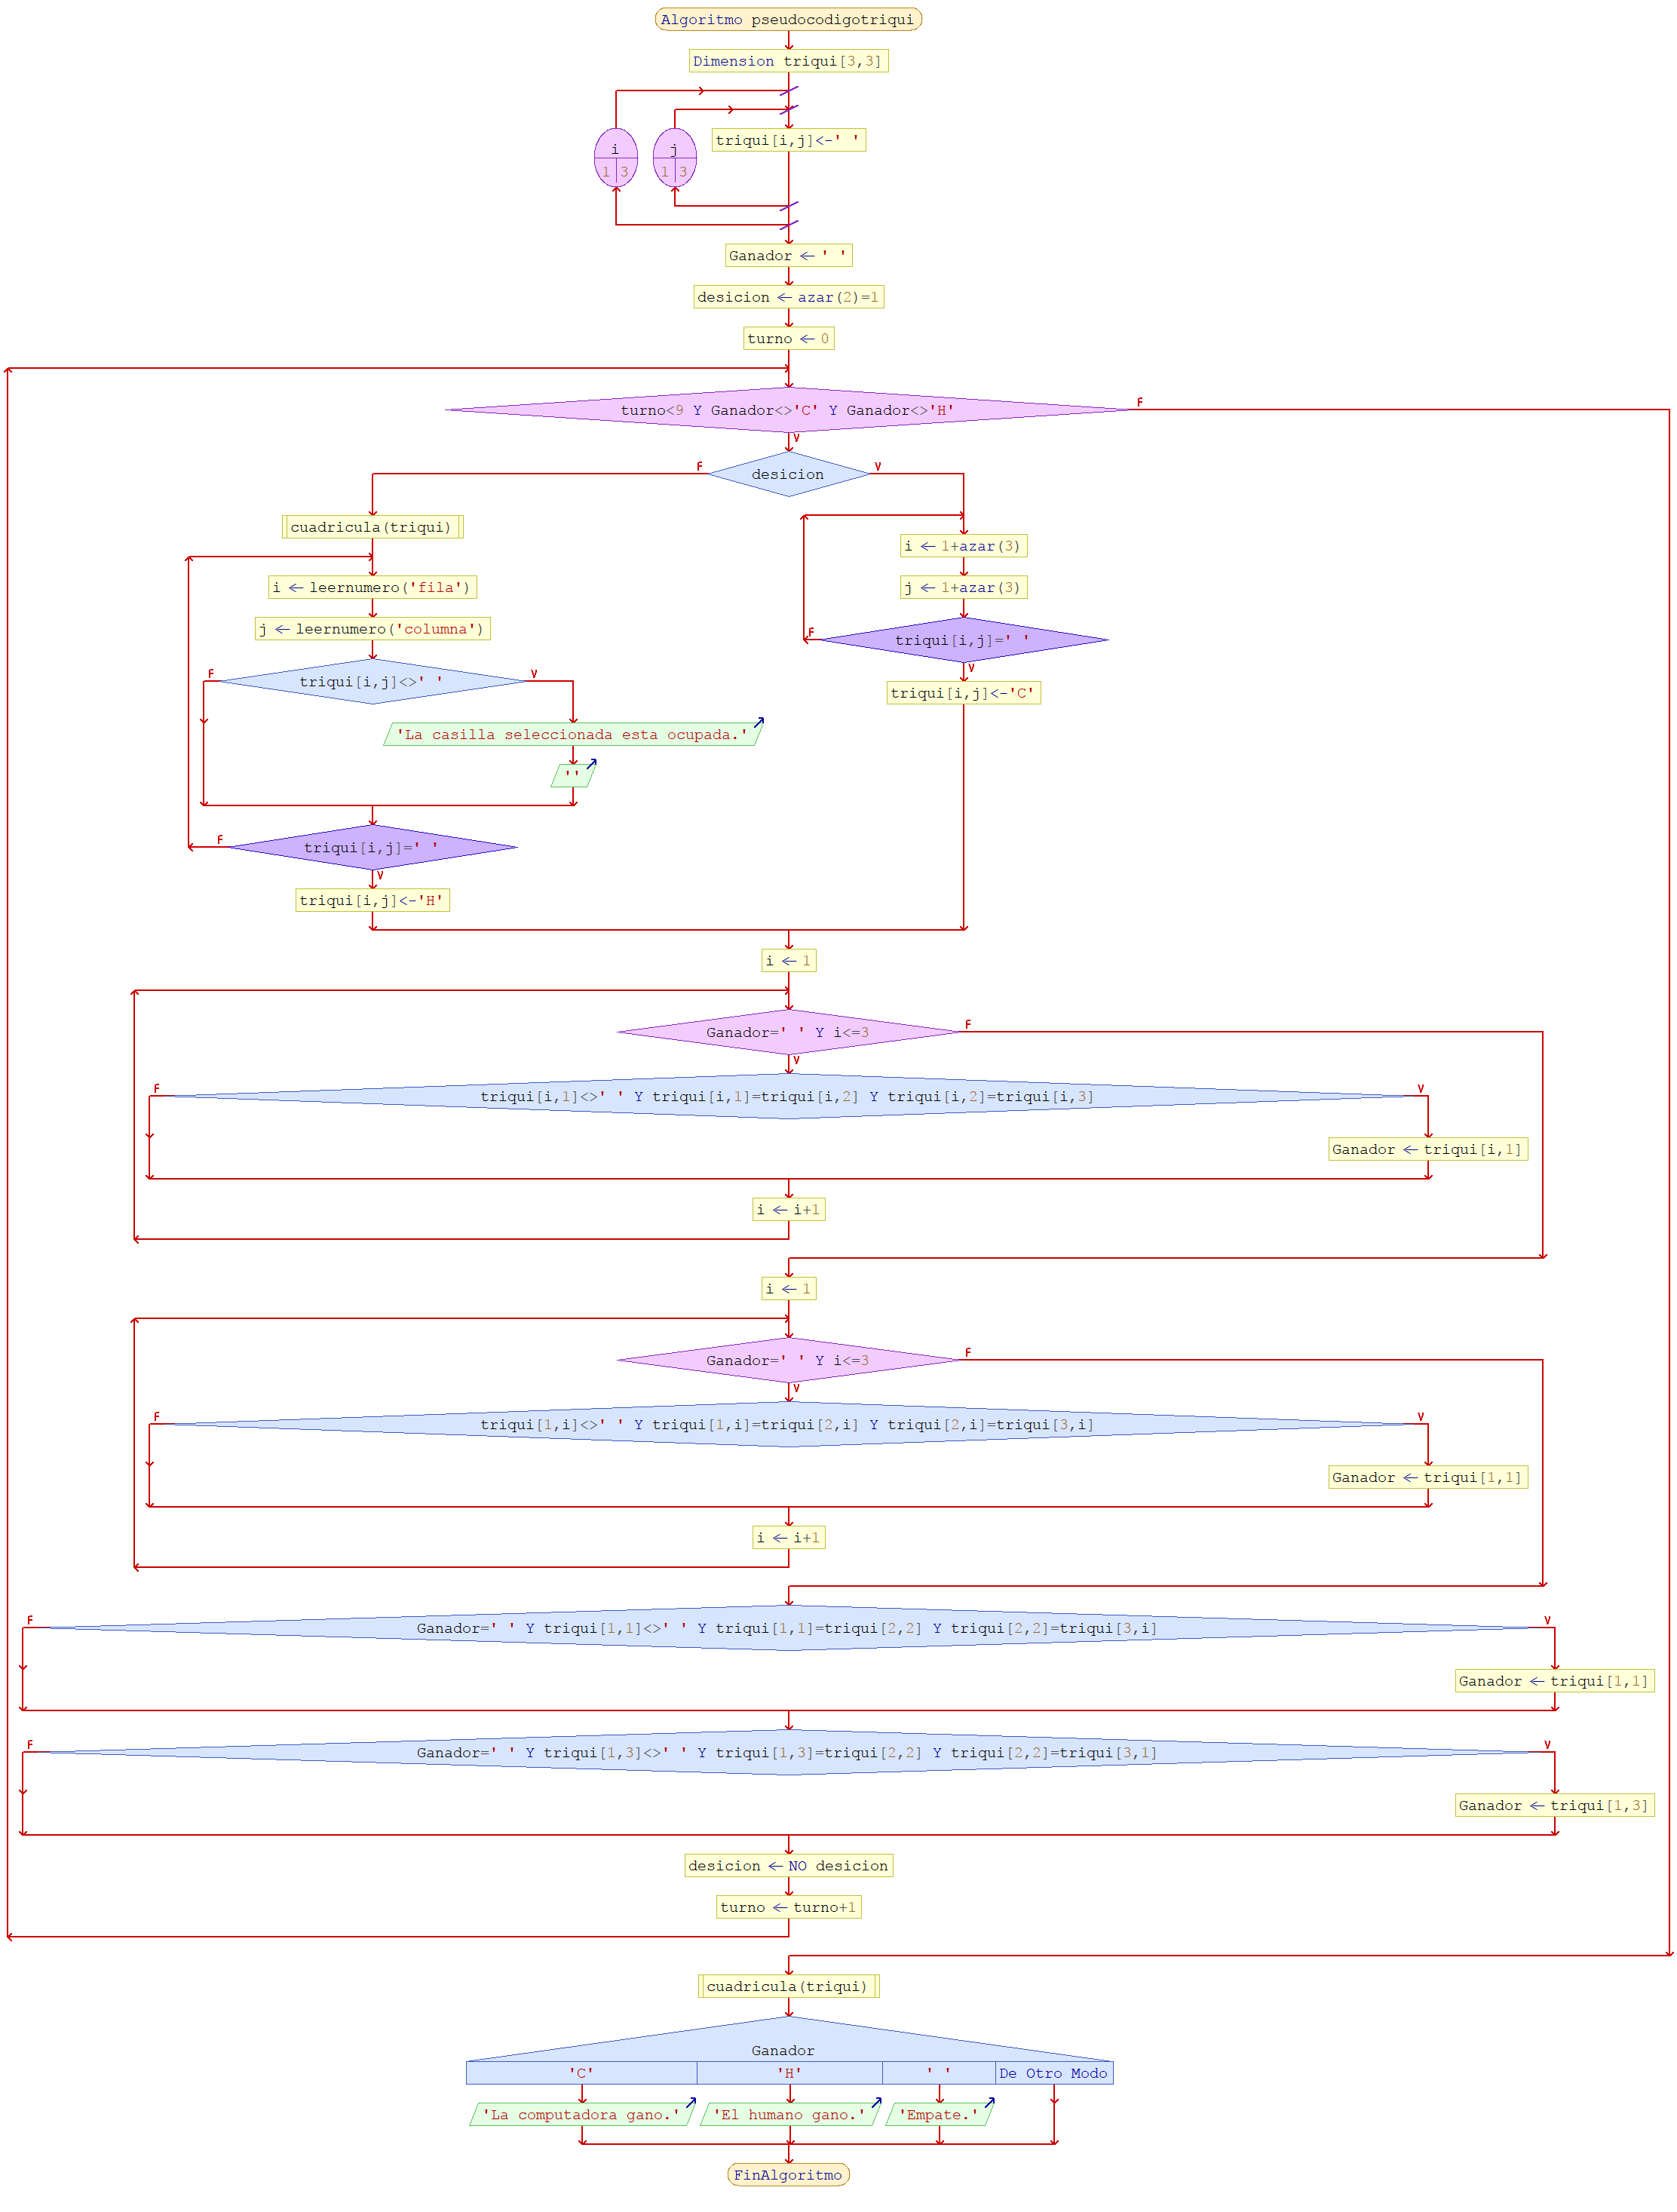 Algoritmo pseudocodigotriqui
Dimension triqui[3,3]
i
1 3
j
1 3
triqui[i,j]<-' '
Ganador ← ' '
desicion ← azar(2)=1
turno ← 0
turno<9 Y Ganador<>'C' Y Ganador<>'H'
F
V
desicion
F
V
cuadricula(triqui)
i ← leernumero('fila')
j ← leernumero('columna')
triqui[i,j]<>' '
F
V
'La casilla seleccionada esta ocupada.'
''
triqui[i,j]=' '
F
V
triqui[i,j]<-'H'
i ← 1+azar(3)
j ← 1+azar(3)
triqui[i,j]=' '
F
V
triqui[i,j]<-'C'
i ← 1
Ganador=' ' Y i<=3
F
V
triqui[i,1]<>' ' Y triqui[i,1]=triqui[i,2] Y triqui[i,2]=triqui[i,3]
F
V
Ganador ← triqui[i,1]
i ← i+1
i ← 1
Ganador=' ' Y i<=3
F
V
triqui[1,i]<>' ' Y triqui[1,i]=triqui[2,i] Y triqui[2,i]=triqui[3,i]
F
V
Ganador ← triqui[1,1]
i ← i+1
Ganador=' ' Y triqui[1,1]<>' ' Y triqui[1,1]=triqui[2,2] Y triqui[2,2]=triqui[3,i]
F
V
Ganador ← triqui[1,1]
Ganador=' ' Y triqui[1,3]<>' ' Y triqui[1,3]=triqui[2,2] Y triqui[2,2]=triqui[3,1]
F
V
Ganador ← triqui[1,3]
desicion ← NO desicion
turno ← turno+1
cuadricula(triqui)
Ganador
'C' 'H' ' ' De Otro Modo
'La computadora gano.' 'El humano gano.' 'Empate.'
FinAlgoritmo